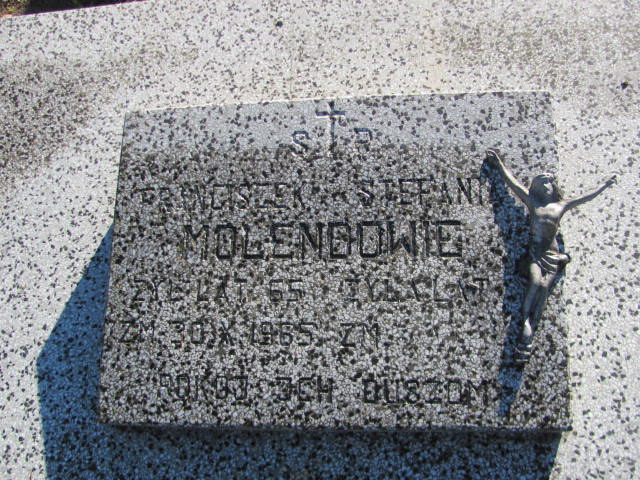 S P
FRANCISZEK STEFANI
MOLENDOWIE
ŻYŁ LAT 65 ŻYŁA LAT
ZM. 30.X.1965 ZM.
POKÓJ ICH DUSZOM